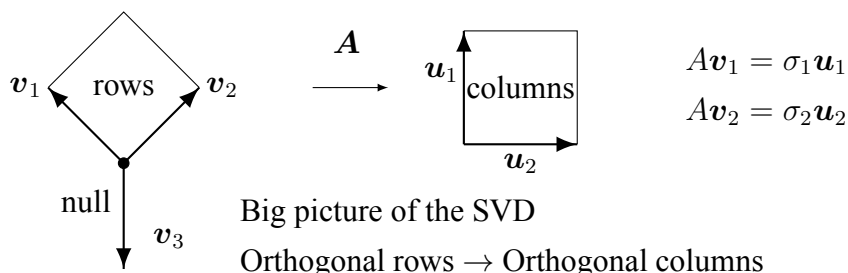 A
Av₁ = σ₁u₁
v₁ rows v₂ u₁ columns
Av₂ = σ₂u₂
u₂
null v₃
Big picture of the SVD
Orthogonal rows → Orthogonal columns